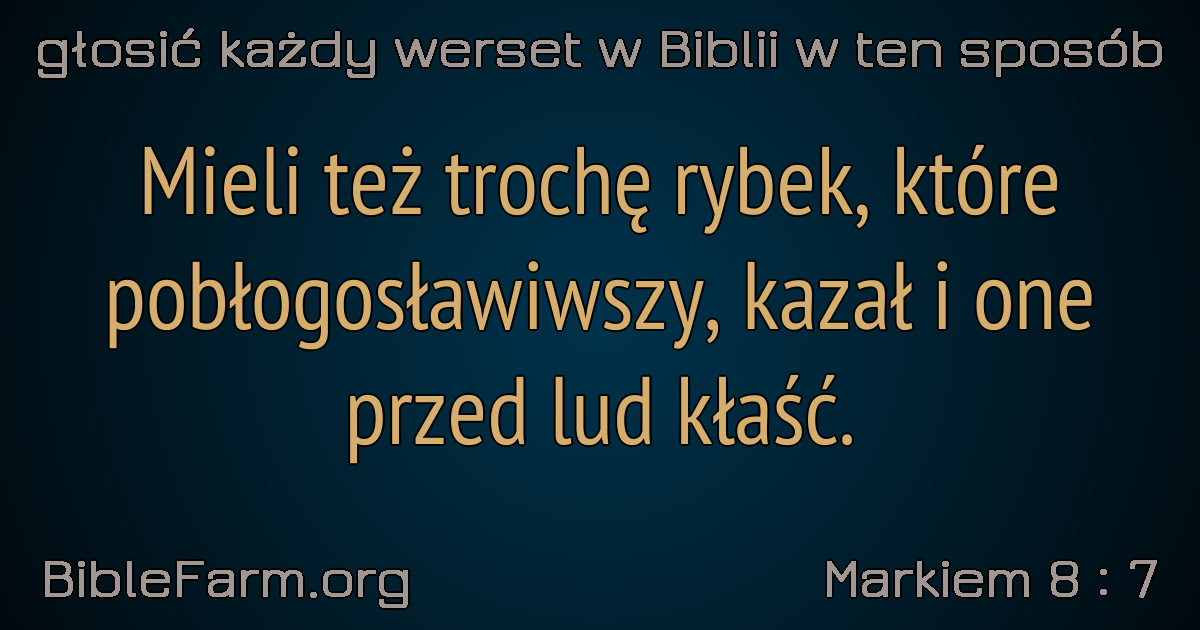 głosić każdy werset w Biblii w ten sposób
Mieli też trochę rybek, które
pobłogosławiwszy, kazał i one
przed lud kłaść.
BibleFarm.org
Markiem 8 : 7